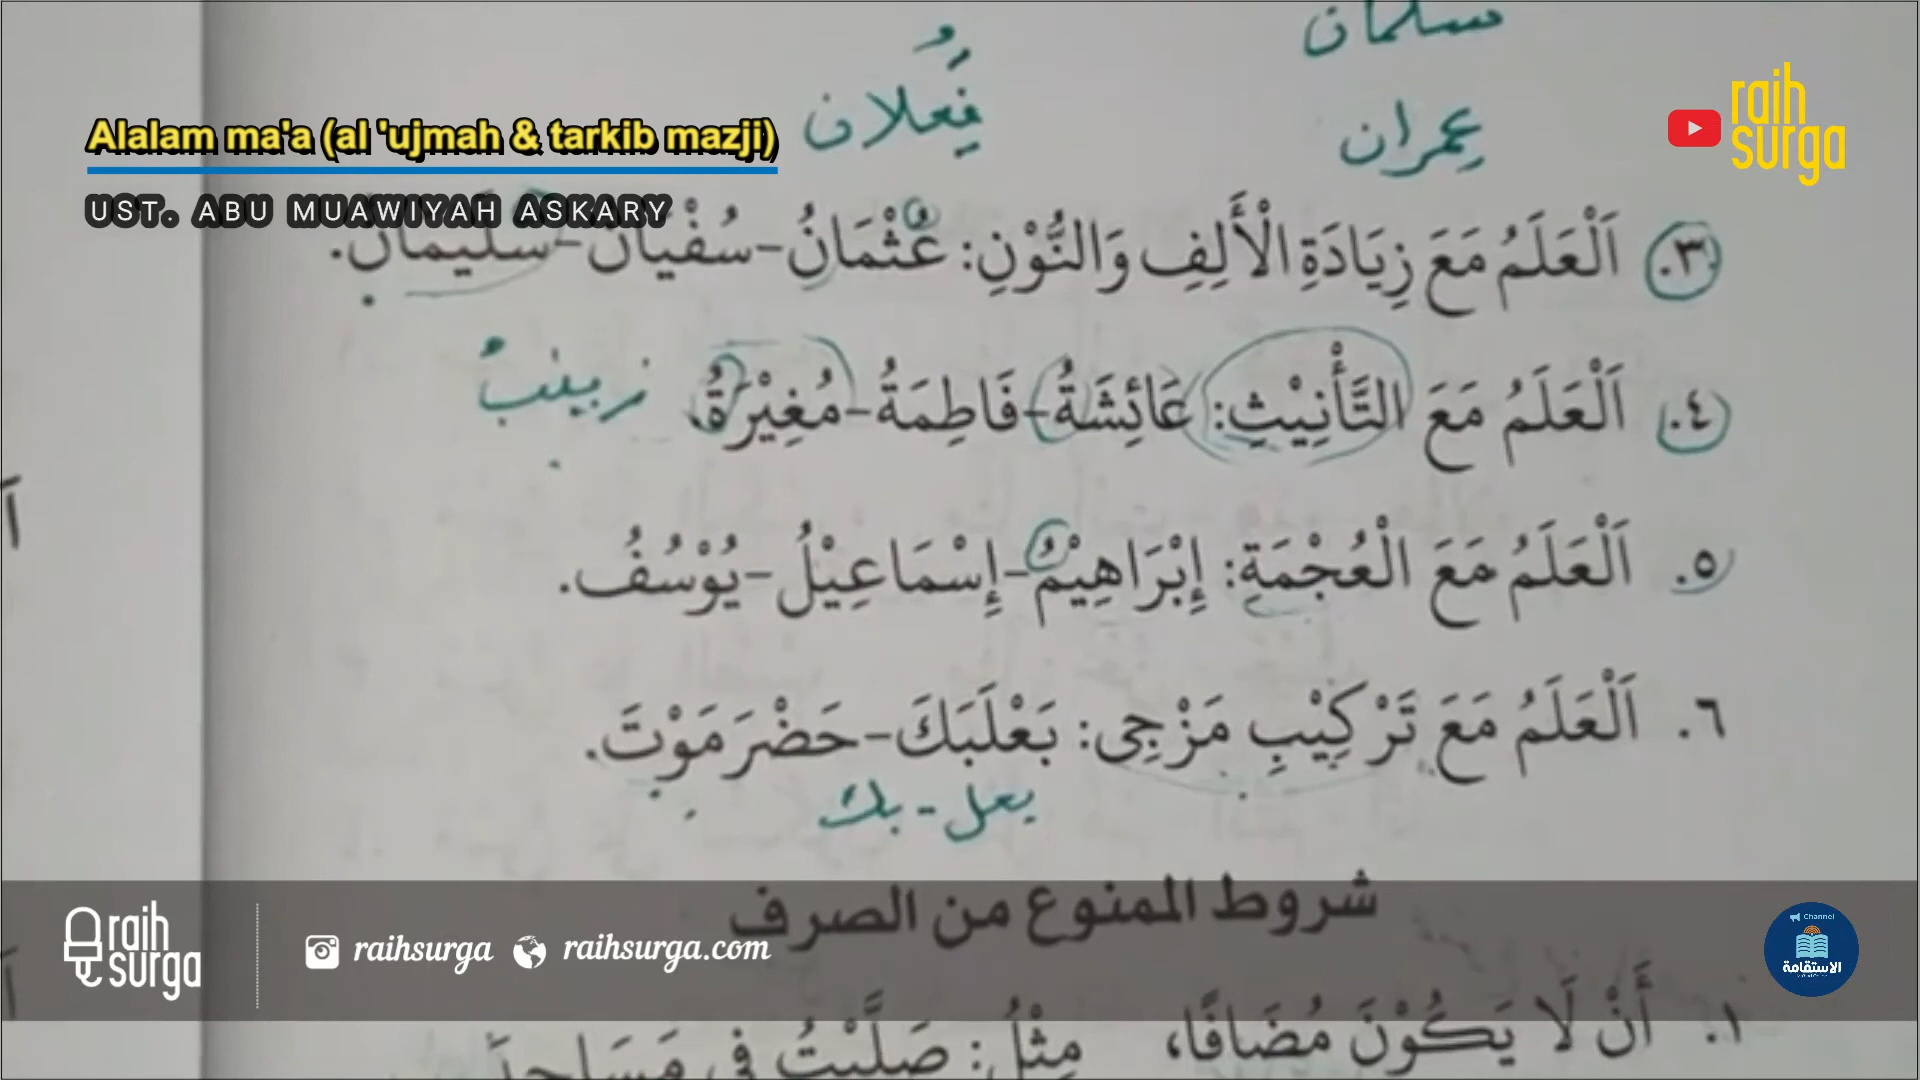 سلمان
فُِعلان
عمران
raih surga
Alalam ma'a (al 'ujmah & tarkib mazji)
UST. ABU MUAWIYAH ASKARY
٣. اَلْعَلَمُ مَعَ زِيَادَةِ الْأَلِفِ وَالنُّوْنِ: عُثْمَانُ-سُفْيَانُ-سُلَيْمَانُ.
٤. اَلْعَلَمُ مَعَ التَّأْنِيْثِ: عَائِشَةُ-فَاطِمَةُ-مُغِيْرَةُ. زينبُ
٥. اَلْعَلَمُ مَعَ الْعُجْمَةِ: إِبْرَاهِيْمُ-إِسْمَاعِيْلُ-يُوْسُفُ.
٦. اَلْعَلَمُ مَعَ تَرْكِيْبِ مَزْجِى: بَعْلَبَكَ-حَضْرَمَوْتَ.
بعل - بك
شروط الممنوع من الصرف
raih surga
raihsurga raihsurga.com
Channel
الاستقامة
١. أَنْ لَا يَكُوْنَ مُضَافًا، مِثْلُ: صَلَّيْتُ فِى مَسَاجِدَ